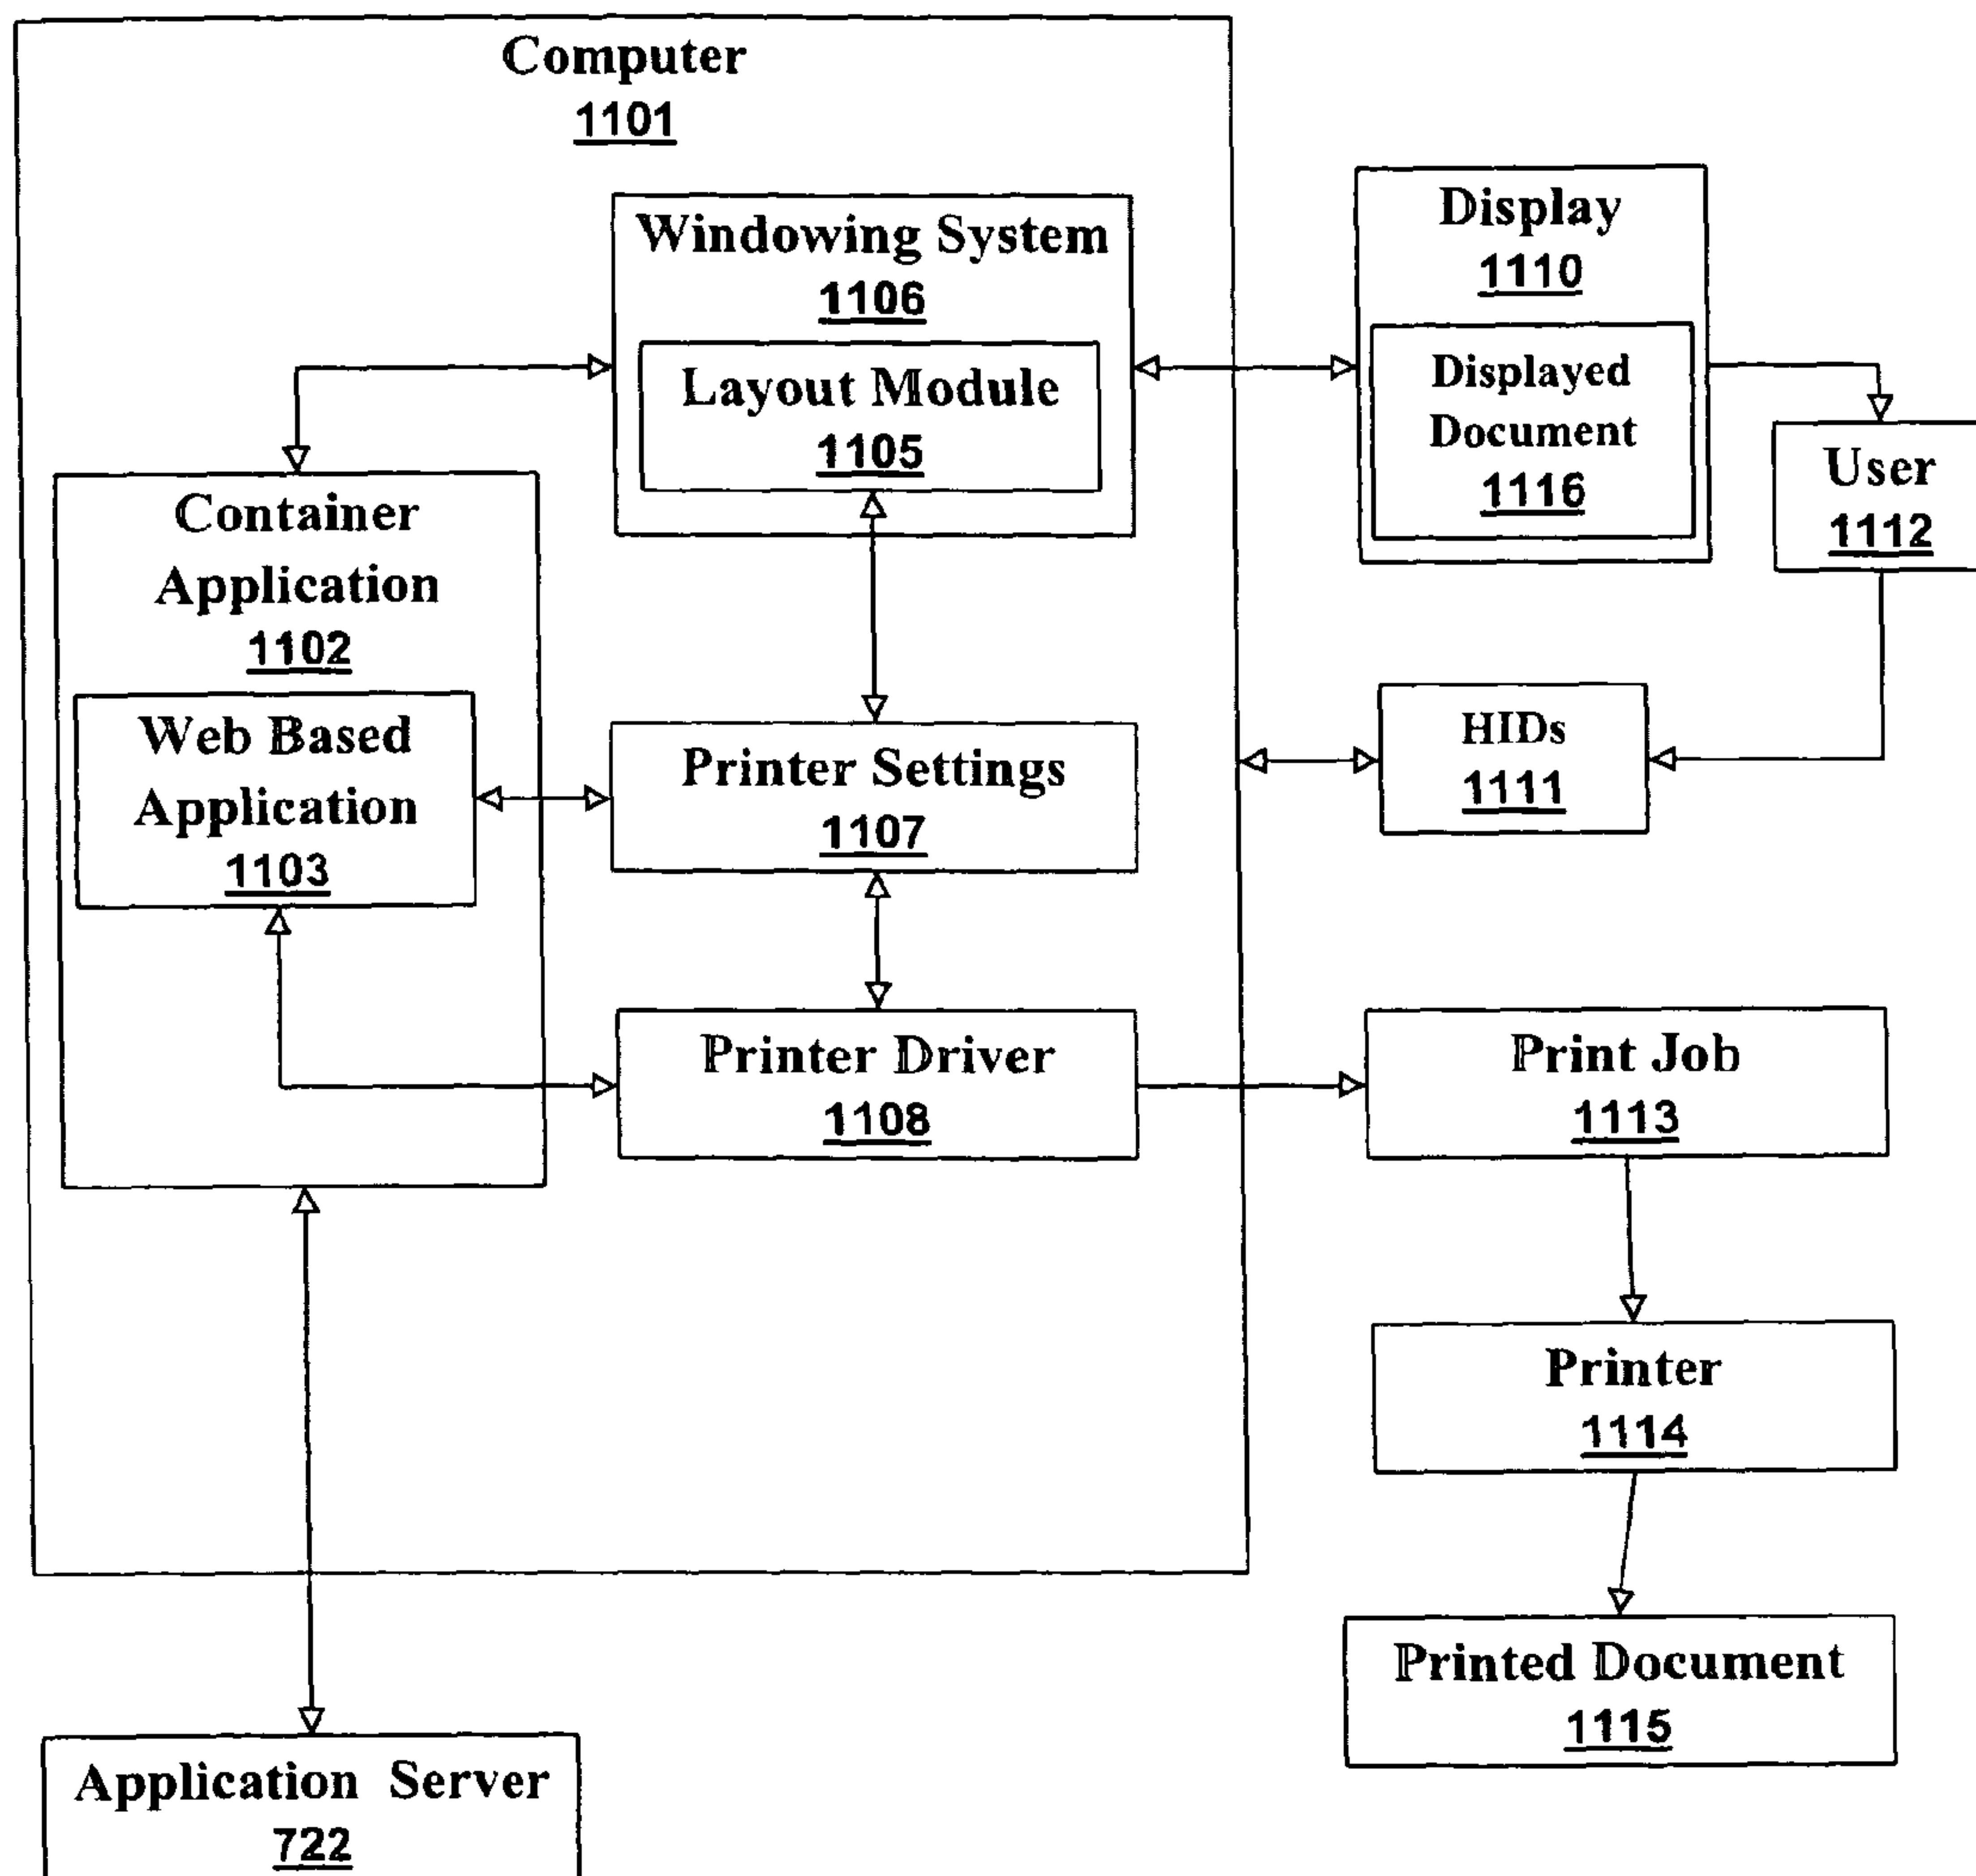 Computer
1101
Windowing System
1106
Layout Module
1105
Display
1110
Displayed
Document
1116
User
1112
Container
Application
1102
Web Based
Application
1103
Printer Settings
1107
HIDs
1111
Printer Driver
1108
Print Job
1113
Printer
1114
Printed Document
1115
Application Server
722